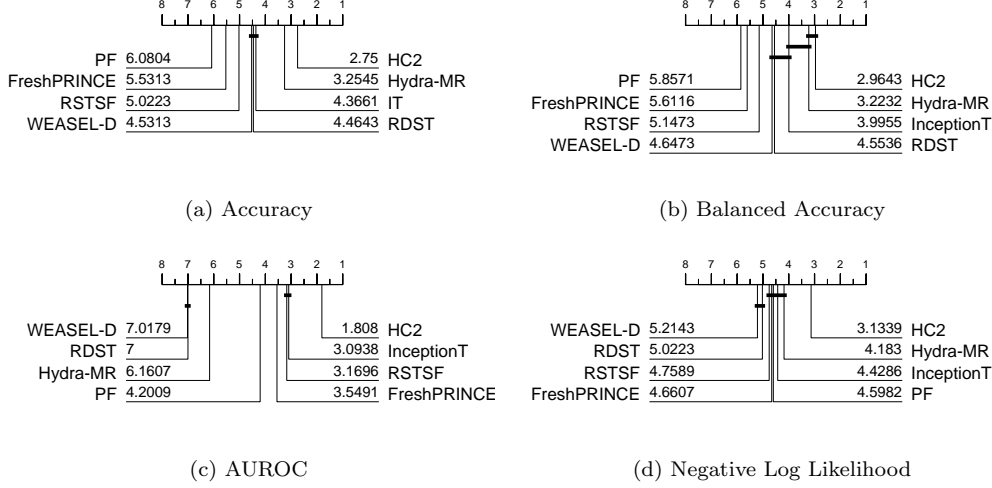 8 7 6 5 4 3 2 1
PF 6.0804 2.75 HC2
FreshPRINCE 5.5313 3.2545 Hydra-MR
RSTSF 5.0223 4.3661 IT
WEASEL-D 4.5313 4.4643 RDST
(a) Accuracy
8 7 6 5 4 3 2 1
PF 5.8571 2.9643 HC2
FreshPRINCE 5.6116 3.2232 Hydra-MR
RSTSF 5.1473 3.9955 InceptionT
WEASEL-D 4.6473 4.5536 RDST
(b) Balanced Accuracy
8 7 6 5 4 3 2 1
WEASEL-D 7.0179 1.808 HC2
RDST 7 3.0938 InceptionT
Hydra-MR 6.1607 3.1696 RSTSF
PF 4.2009 3.5491 FreshPRINCE
(c) AUROC
8 7 6 5 4 3 2 1
WEASEL-D 5.2143 3.1339 HC2
RDST 5.0223 4.183 Hydra-MR
RSTSF 4.7589 4.4286 InceptionT
FreshPRINCE 4.6607 4.5982 PF
(d) Negative Log Likelihood